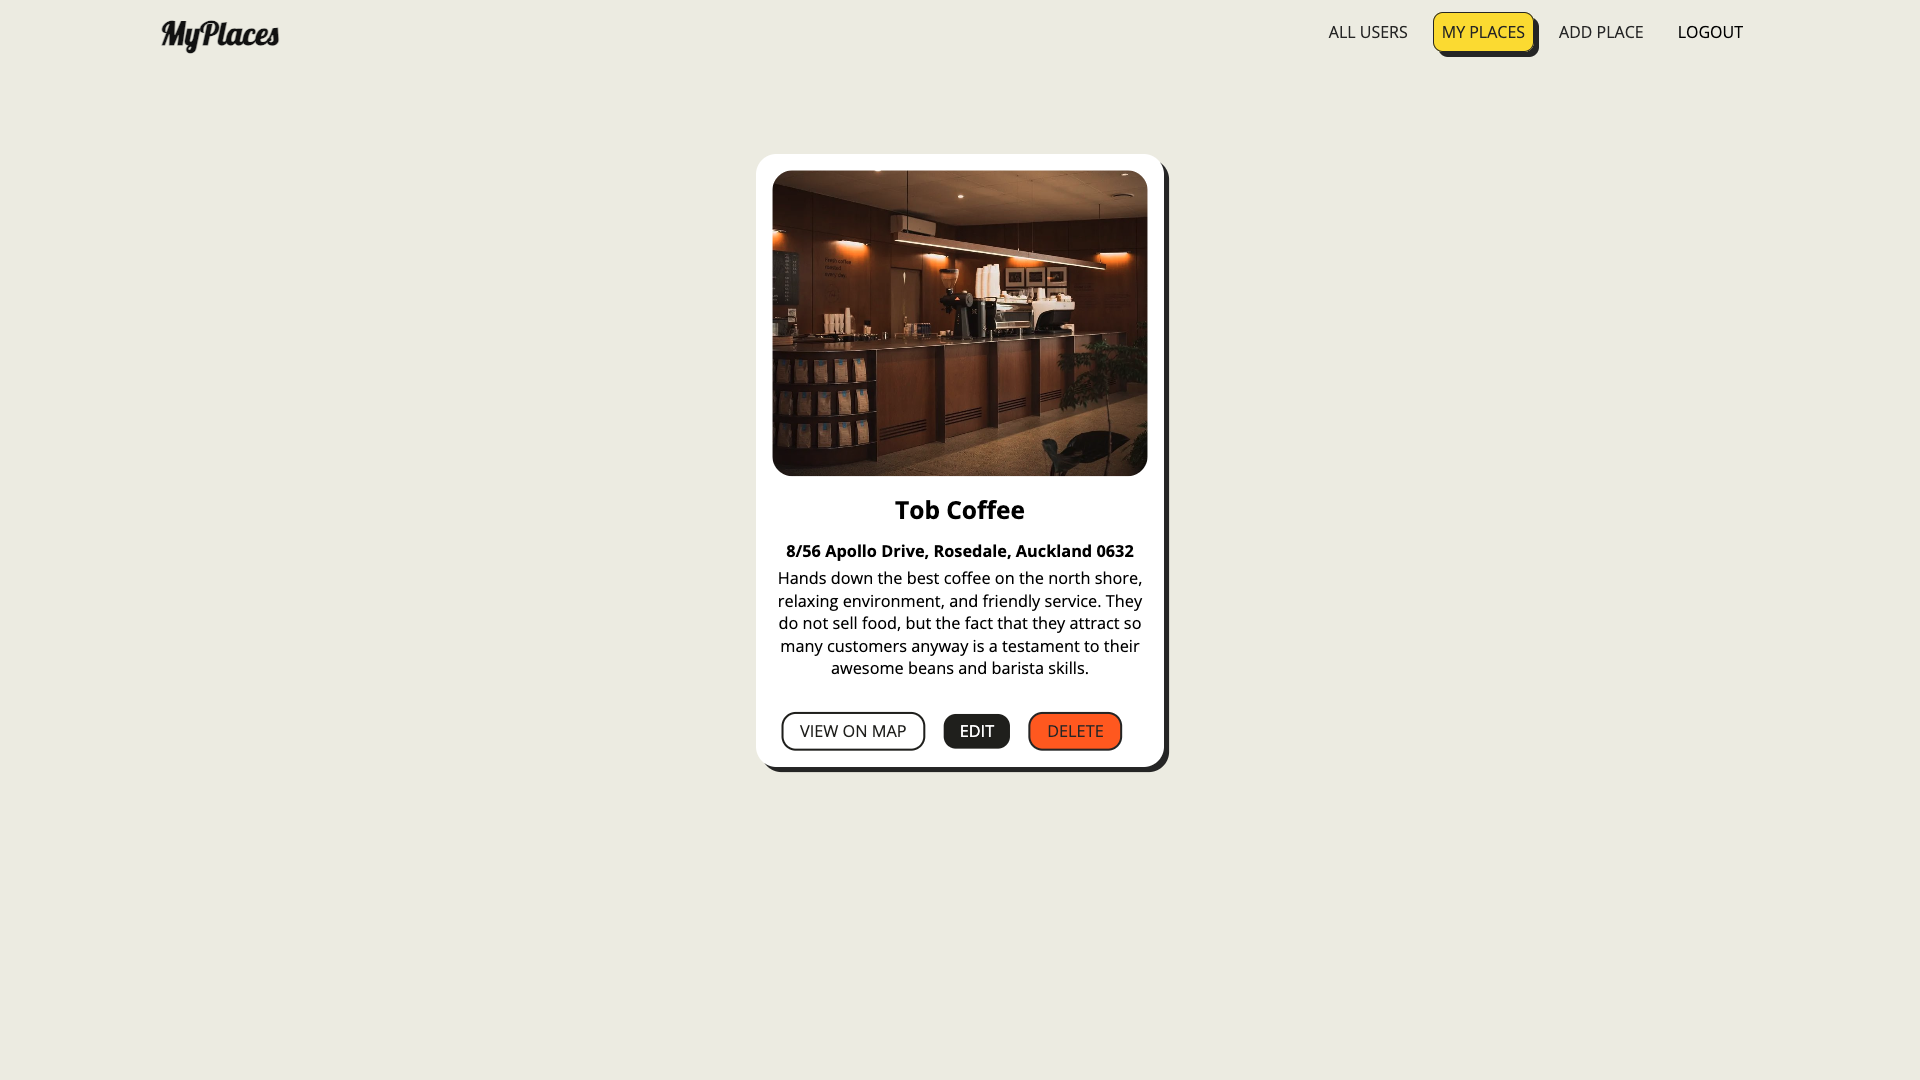 MyPlaces
ALL USERS
MY PLACES
ADD PLACE
LOGOUT
Tob Coffee
8/56 Apollo Drive, Rosedale, Auckland 0632
Hands down the best coffee on the north shore,
relaxing environment, and friendly service. They
do not sell food, but the fact that they attract so
many customers anyway is a testament to their
awesome beans and barista skills.
VIEW ON MAP
EDIT
DELETE